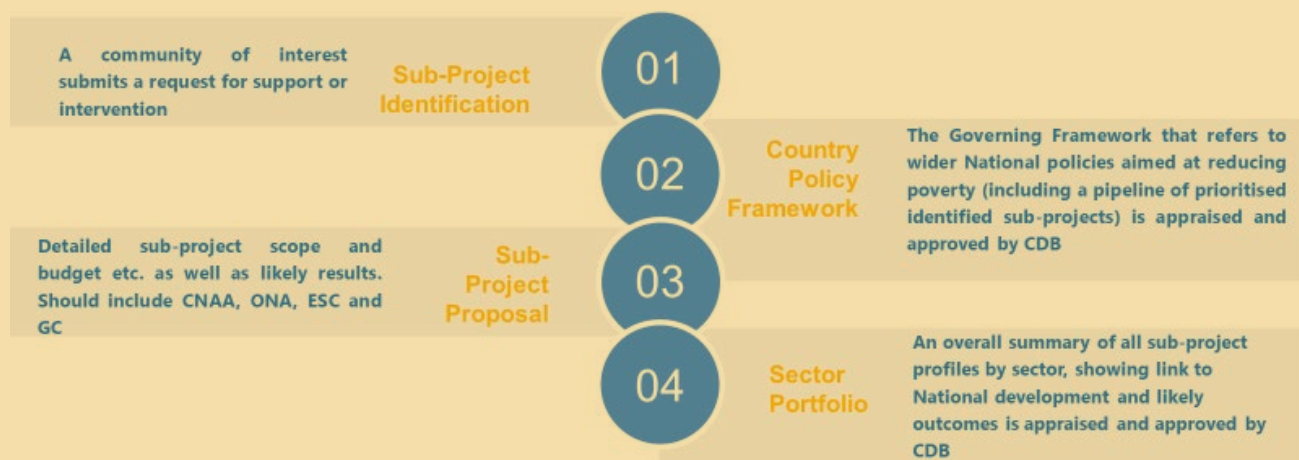 A community of interest
submits a request for support or
intervention
Sub-Project
Identification
01
02
Country
Policy
Framework
The Governing Framework that refers to
wider National policies aimed at reducing
poverty (including a pipeline of prioritised
identified sub-projects) is appraised and
approved by CDB
Detailed sub-project scope and
budget etc. as well as likely results.
Should include CNAA, ONA, ESC and
GC
Sub-
Project
Proposal
03
04
Sector
Portfolio
An overall summary of all sub-project
profiles by sector, showing link to
National development and likely
outcomes is appraised and approved by
CDB